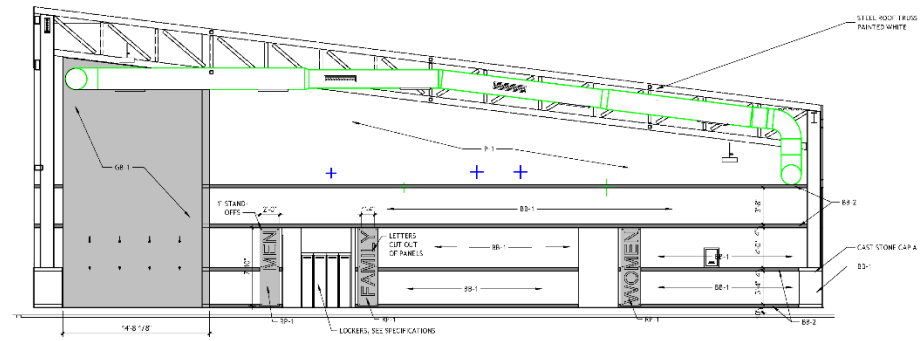 STEEL ROOF TRUSS
PAINTED WHITE
P-1
GB-1
1" STAND-
OFFS
2'-0"
BB-1
BB-2
MEN
FAMILY
WOMEN
LETTERS
CUT OUT
OF PANELS
BB-1
BB-1
CAST STONE CAP A
BB-1
BB-1
BB-1
BB-2
14'-8 1/8"
LOCKERS, SEE SPECIFICATIONS